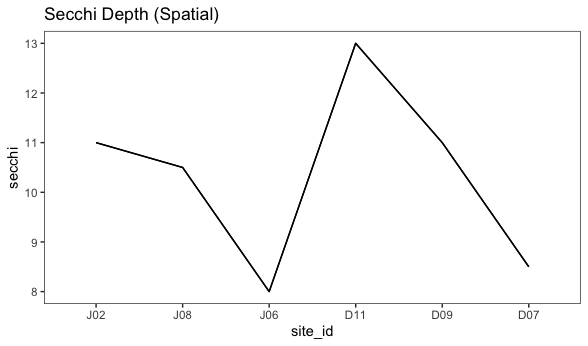 Secchi Depth (Spatial)
13
12
11
10
9
8
secchi
J02 J08 J06 D11 D09 D07
site_id